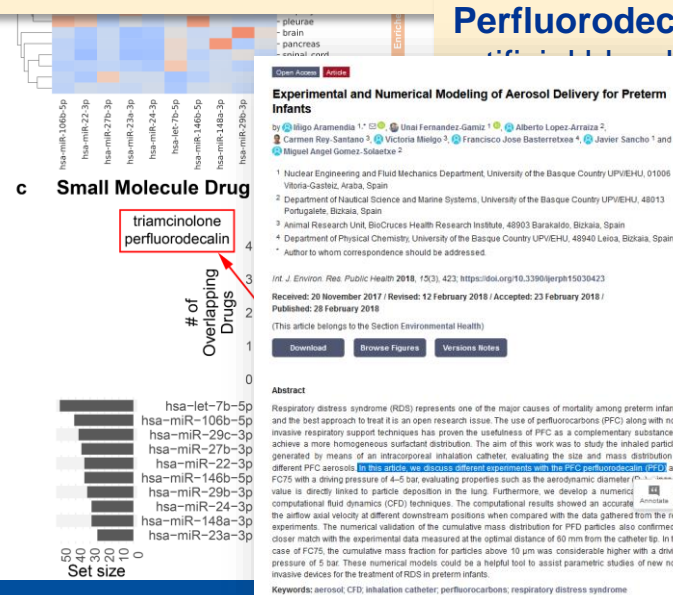 pleurae
brain
pancreas
spinal cord
Enriche
hsa-miR-106b-5p
hsa-miR-22-3p
hsa-miR-27b-3p
hsa-miR-23a-3p
hsa-miR-24-3p
hsa-let-7b-5p
hsa-miR-146b-5p
hsa-miR-148a-3p
hsa-miR-29b-3p
c Small Molecule Drug
triamcinolone
perfluorodecalin
# of
Overlapping
Drugs
4
3
2
1
0
hsa-let-7b-5p
hsa-miR-106b-5p
hsa-miR-29c-3p
hsa-miR-27b-3p
hsa-miR-22-3p
hsa-miR-146b-5p
hsa-miR-29b-3p
hsa-miR-24-3p
hsa-miR-148a-3p
hsa-miR-23a-3p
50 40 30 20 10 0
Set size
Perfluorodec
Open Access Article
Experimental and Numerical Modeling of Aerosol Delivery for Preterm
Infants
by Iñigo Aramendia 1,*, Unai Fernandez-Gamiz 1, Alberto Lopez-Arraiza 2,
Carmen Rey-Santano 3, Victoria Mielgo 3, Francisco Jose Basterretxea 4, Javier Sancho 1 and
Miguel Angel Gomez-Solaetxe 2
1 Nuclear Engineering and Fluid Mechanics Department, University of the Basque Country UPV/EHU, 01006
Vitoria-Gasteiz, Araba, Spain
2 Department of Nautical Science and Marine Systems, University of the Basque Country UPV/EHU, 48013
Portugalete, Bizkaia, Spain
3 Animal Research Unit, BioCruces Health Research Institute, 48903 Barakaldo, Bizkaia, Spain
4 Department of Physical Chemistry, University of the Basque Country UPV/EHU, 48940 Leioa, Bizkaia, Spain
* Author to whom correspondence should be addressed.
Int. J. Environ. Res. Public Health 2018, 15(3), 423; https://doi.org/10.3390/ijerph15030423
Received: 20 November 2017 / Revised: 12 February 2018 / Accepted: 23 February 2018 /
Published: 28 February 2018
(This article belongs to the Section Environmental Health)
Download Browse Figures Versions Notes
Abstract
Respiratory distress syndrome (RDS) represents one of the major causes of mortality among preterm infan
and the best approach to treat it is an open research issue. The use of perfluorocarbons (PFC) along with no
invasive respiratory support techniques has proven the usefulness of PFC as a complementary substance
achieve a more homogeneous surfactant distribution. The aim of this work was to study the inhaled particl
generated by means of an intracorporeal inhalation catheter, evaluating the size and mass distribution
different PFC aerosols. In this article, we discuss different experiments with the PFC perfluorodecalin (PFD) a
FC75 with a driving pressure of 4–5 bar, evaluating properties such as the aerodynamic diameter
value is directly linked to particle deposition in the lung. Furthermore, we develop a numerica
computational fluid dynamics (CFD) techniques. The computational results showed an accurate
the airflow axial velocity at different downstream positions when compared with the data gathered from the re
experiments. The numerical validation of the cumulative mass distribution for PFD particles also confirmed
closer match with the experimental data measured at the optimal distance of 60 mm from the catheter tip. In t
case of FC75, the cumulative mass fraction for particles above 10 µm was considerable higher with a drivi
pressure of 5 bar. These numerical models could be a helpful tool to assist parametric studies of new no
invasive devices for the treatment of RDS in preterm infants.
Annotate
Keywords: aerosol; CFD; inhalation catheter; perfluorocarbons; respiratory distress syndrome